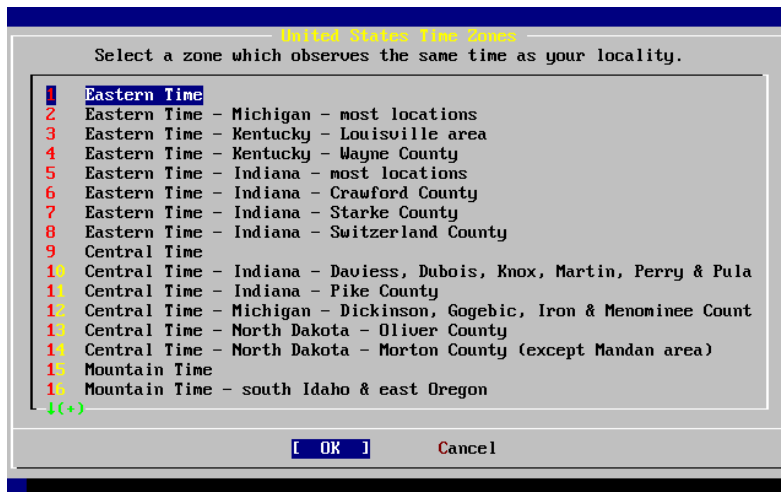 United States Time Zones
Select a zone which observes the same time as your locality.
1 Eastern Time
2 Eastern Time - Michigan - most locations
3 Eastern Time - Kentucky - Louisville area
4 Eastern Time - Kentucky - Wayne County
5 Eastern Time - Indiana - most locations
6 Eastern Time - Indiana - Crawford County
7 Eastern Time - Indiana - Starke County
8 Eastern Time - Indiana - Switzerland County
9 Central Time
10 Central Time - Indiana - Daviess, Dubois, Knox, Martin, Perry & Pula
11 Central Time - Indiana - Pike County
12 Central Time - Michigan - Dickinson, Gogebic, Iron & Menominee Count
13 Central Time - North Dakota - Oliver County
14 Central Time - North Dakota - Morton County (except Mandan area)
15 Mountain Time
16 Mountain Time - south Idaho & east Oregon
↓(+)
[ OK ] Cancel